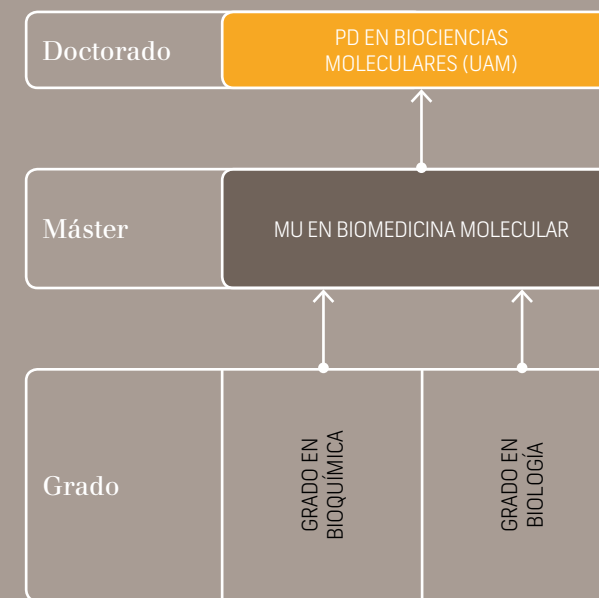 Doctorado
PD EN BIOCIENCIAS
MOLECULARES (UAM)
Máster
MU EN BIOMEDICINA MOLECULAR
Grado
GRADO EN
BIOQUÍMICA
GRADO EN
BIOLOGÍA